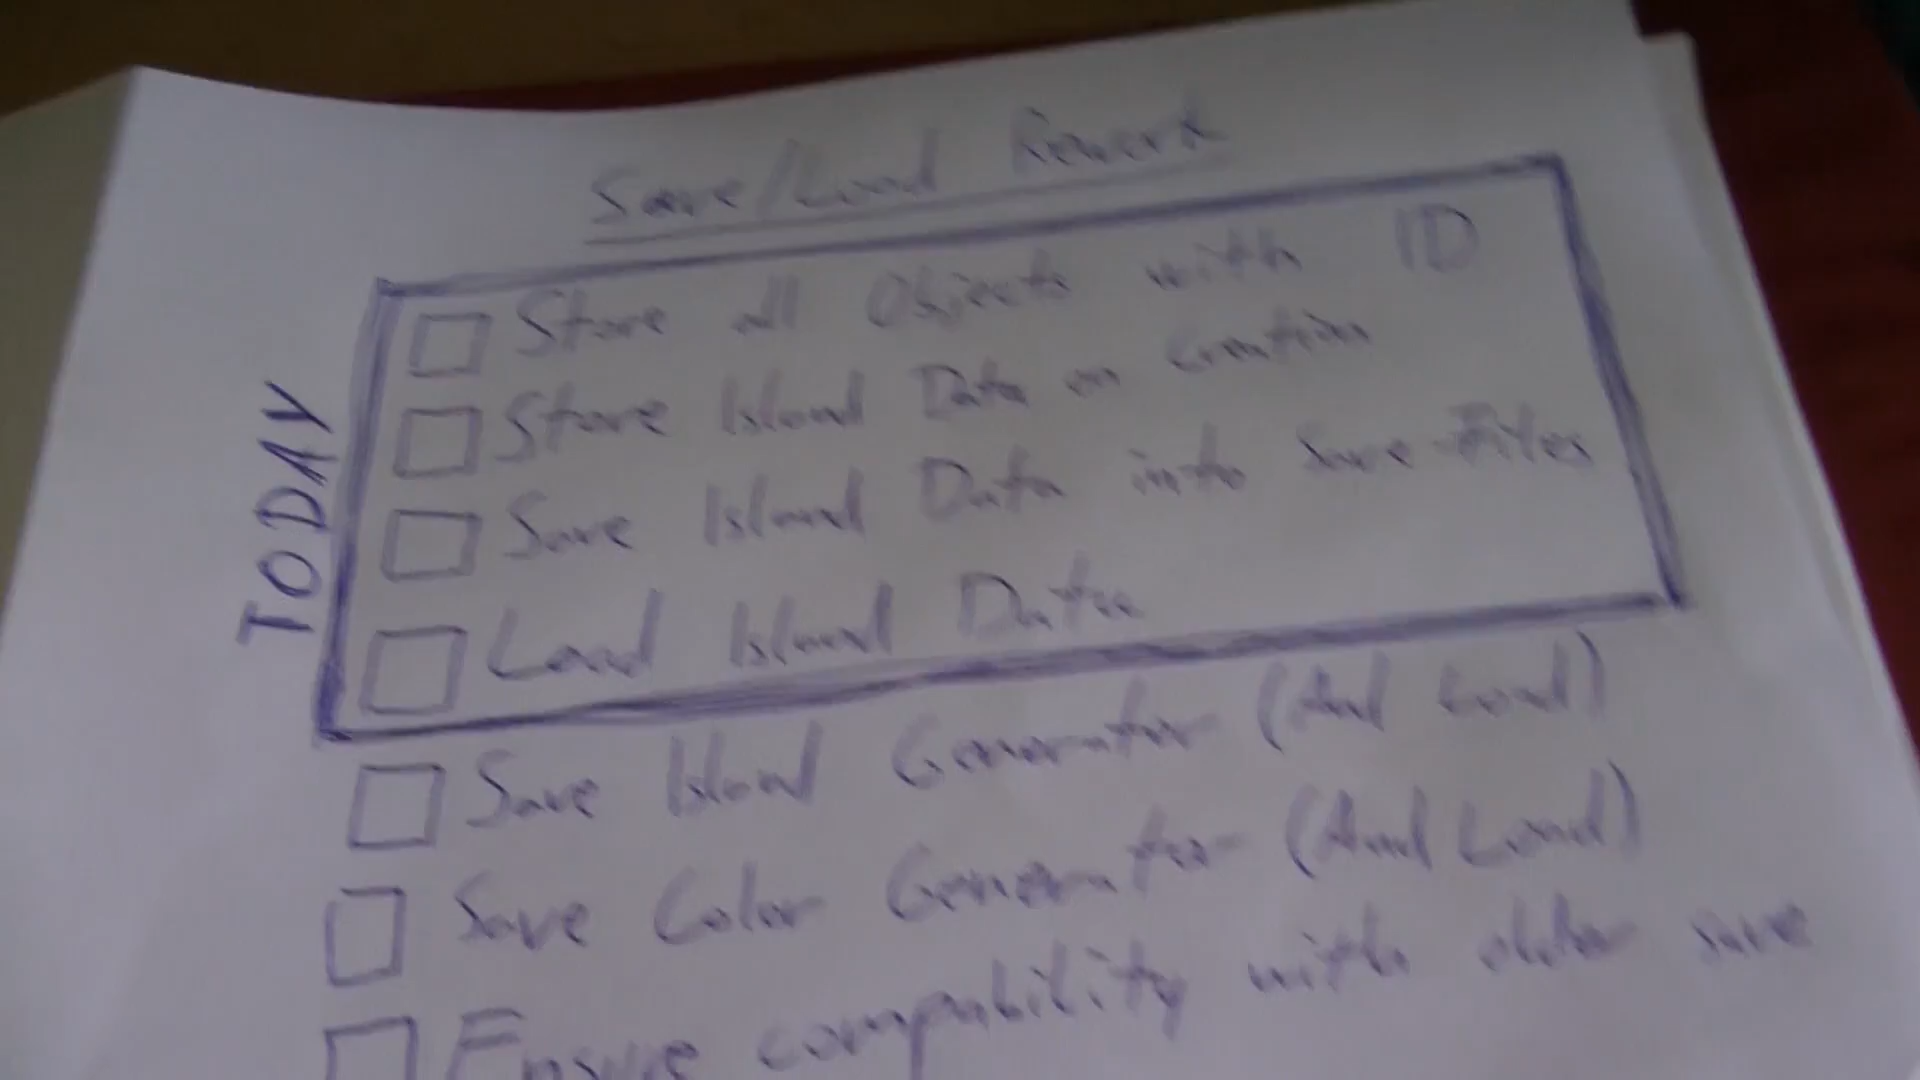 Save/Load Rework
TODAY
Store all Objects with ID
Store Island Data on creation
Save Island Data into Save-Files
Load Island Data
Save Island Generator (And Load)
Save Color Generator (And Load)
Ensure compability with older save